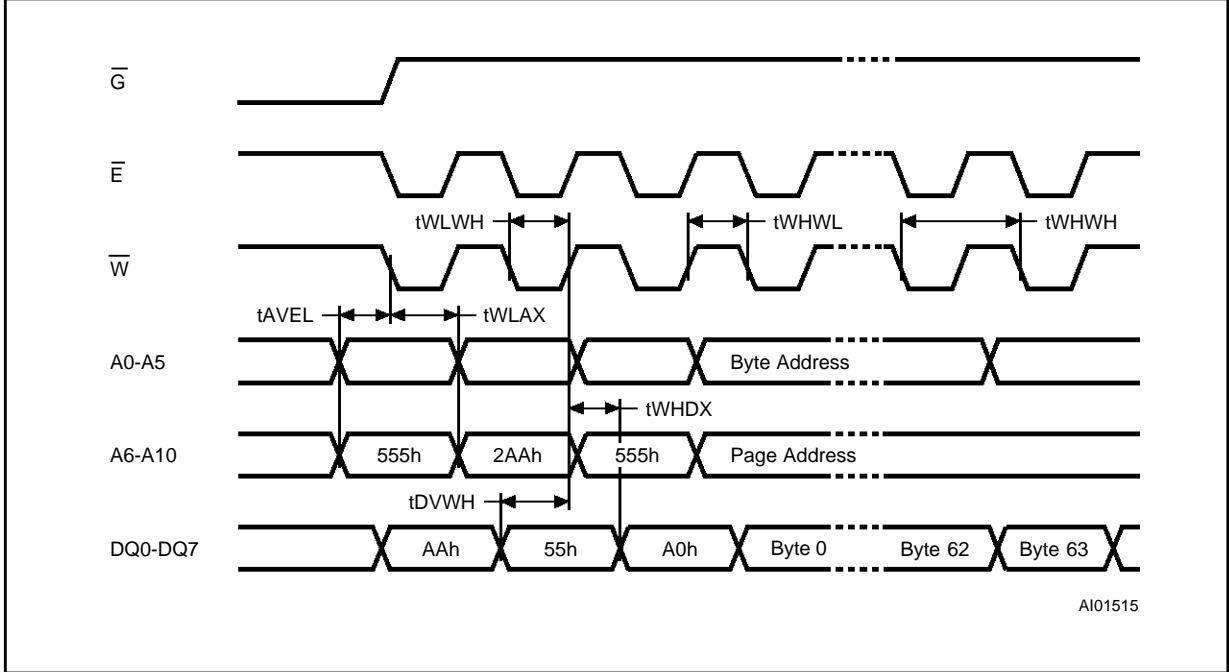 G̅
E̅
tWLWH tWHWL tWHWH
W̅
tAVEL tWLAX
A0-A5 Byte Address
tWHDX
A6-A10 555h 2AAh 555h Page Address
tDVWH
DQ0-DQ7 AAh 55h A0h Byte 0 Byte 62 Byte 63
AI01515